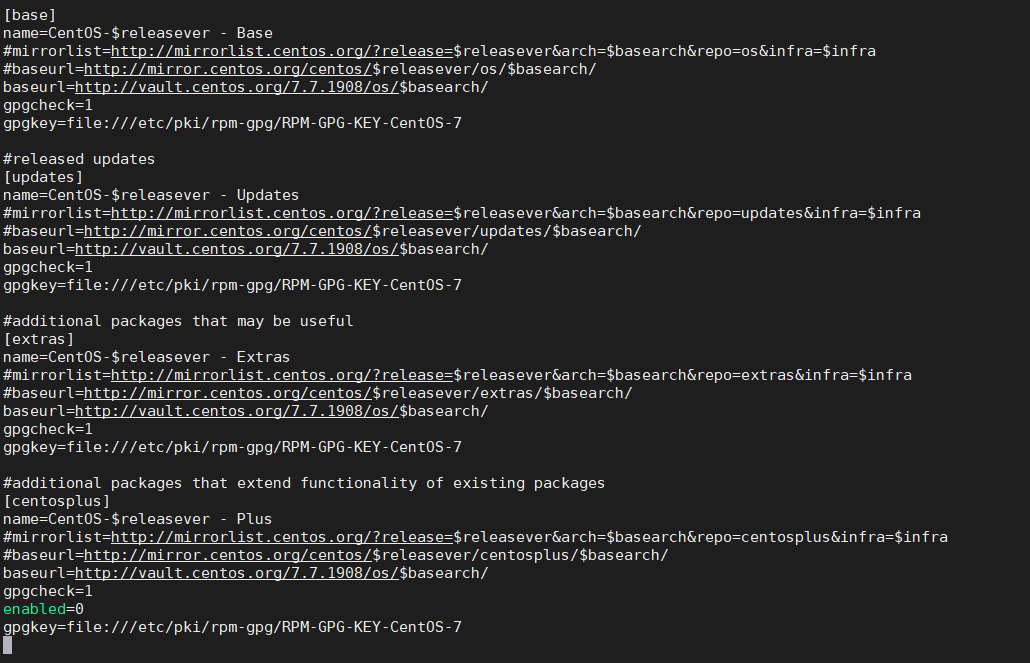 [base]
name=CentOS-$releasever - Base
#mirrorlist=http://mirrorlist.centos.org/?release=$releasever&arch=$basearch&repo=os&infra=$infra
#baseurl=http://mirror.centos.org/centos/$releasever/os/$basearch/
baseurl=http://vault.centos.org/7.7.1908/os/$basearch/
gpgcheck=1
gpgkey=file:///etc/pki/rpm-gpg/RPM-GPG-KEY-CentOS-7

#released updates
[updates]
name=CentOS-$releasever - Updates
#mirrorlist=http://mirrorlist.centos.org/?release=$releasever&arch=$basearch&repo=updates&infra=$infra
#baseurl=http://mirror.centos.org/centos/$releasever/updates/$basearch/
baseurl=http://vault.centos.org/7.7.1908/os/$basearch/
gpgcheck=1
gpgkey=file:///etc/pki/rpm-gpg/RPM-GPG-KEY-CentOS-7

#additional packages that may be useful
[extras]
name=CentOS-$releasever - Extras
#mirrorlist=http://mirrorlist.centos.org/?release=$releasever&arch=$basearch&repo=extras&infra=$infra
#baseurl=http://mirror.centos.org/centos/$releasever/extras/$basearch/
baseurl=http://vault.centos.org/7.7.1908/os/$basearch/
gpgcheck=1
gpgkey=file:///etc/pki/rpm-gpg/RPM-GPG-KEY-CentOS-7

#additional packages that extend functionality of existing packages
[centosplus]
name=CentOS-$releasever - Plus
#mirrorlist=http://mirrorlist.centos.org/?release=$releasever&arch=$basearch&repo=centosplus&infra=$infra
#baseurl=http://mirror.centos.org/centos/$releasever/centosplus/$basearch/
baseurl=http://vault.centos.org/7.7.1908/os/$basearch/
gpgcheck=1
enabled=0
gpgkey=file:///etc/pki/rpm-gpg/RPM-GPG-KEY-CentOS-7